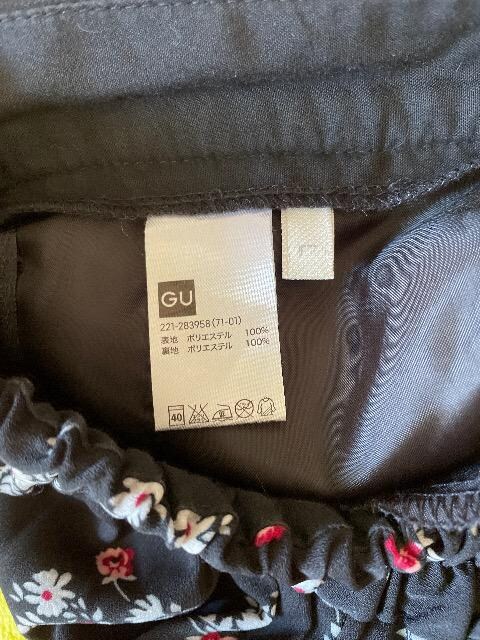 GU
221-283958(71-01)
表地 ポリエステル 100%
裏地 ポリエステル 100%
40